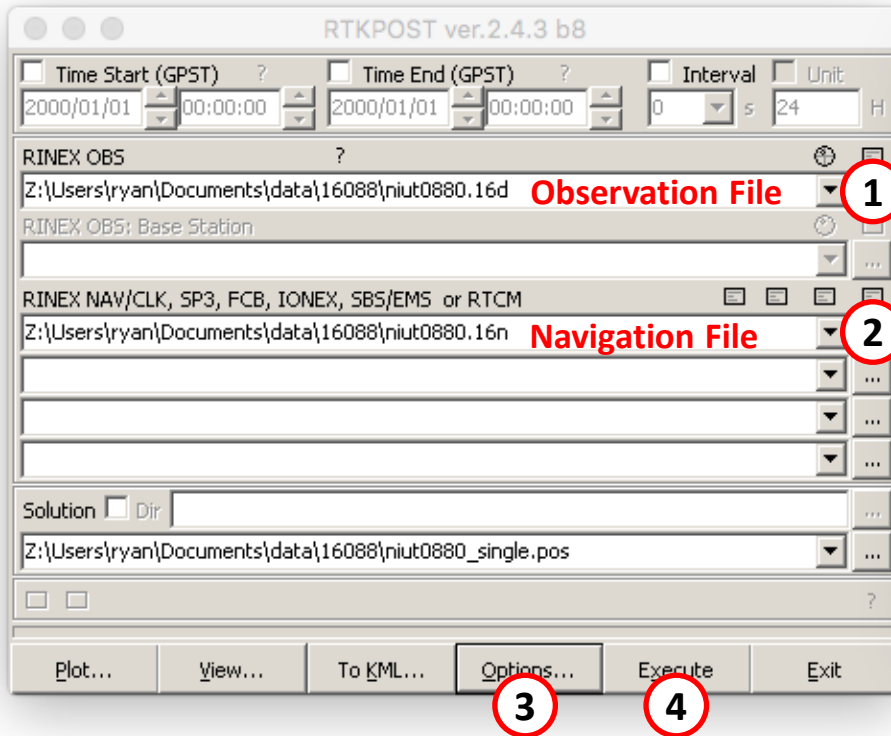 RTKPOST ver.2.4.3 b8
Time Start (GPST) ? Time End (GPST) ? Interval Unit
2000/01/01 00:00:00 2000/01/01 00:00:00 0 s 24 H
RINEX OBS ?
Z:\Users\ryan\Documents\data\16088\niut0880.16d Observation File 1
RINEX OBS: Base Station
...
RINEX NAV/CLK, SP3, FCB, IONEX, SBS/EMS or RTCM
Z:\Users\ryan\Documents\data\16088\niut0880.16n Navigation File 2
...
...
...
Solution Dir ...
Z:\Users\ryan\Documents\data\16088\niut0880_single.pos ...
?
Plot... View... To KML... Options... Execute Exit
3 4